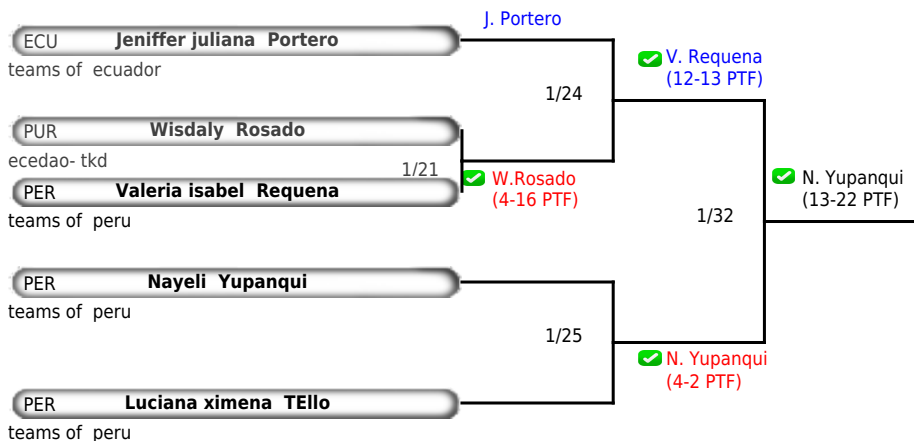 J. Portero
ECU Jeniffer juliana Portero
teams of ecuador
V. Requena
(12-13 PTF)
1/24
PUR Wisdaly Rosado
ecedao- tkd
1/21
W.Rosado
(4-16 PTF)
PER Valeria isabel Requena
teams of peru
N. Yupanqui
(13-22 PTF)
1/32
PER Nayeli Yupanqui
teams of peru
1/25
N. Yupanqui
(4-2 PTF)
PER Luciana ximena TEllo
teams of peru